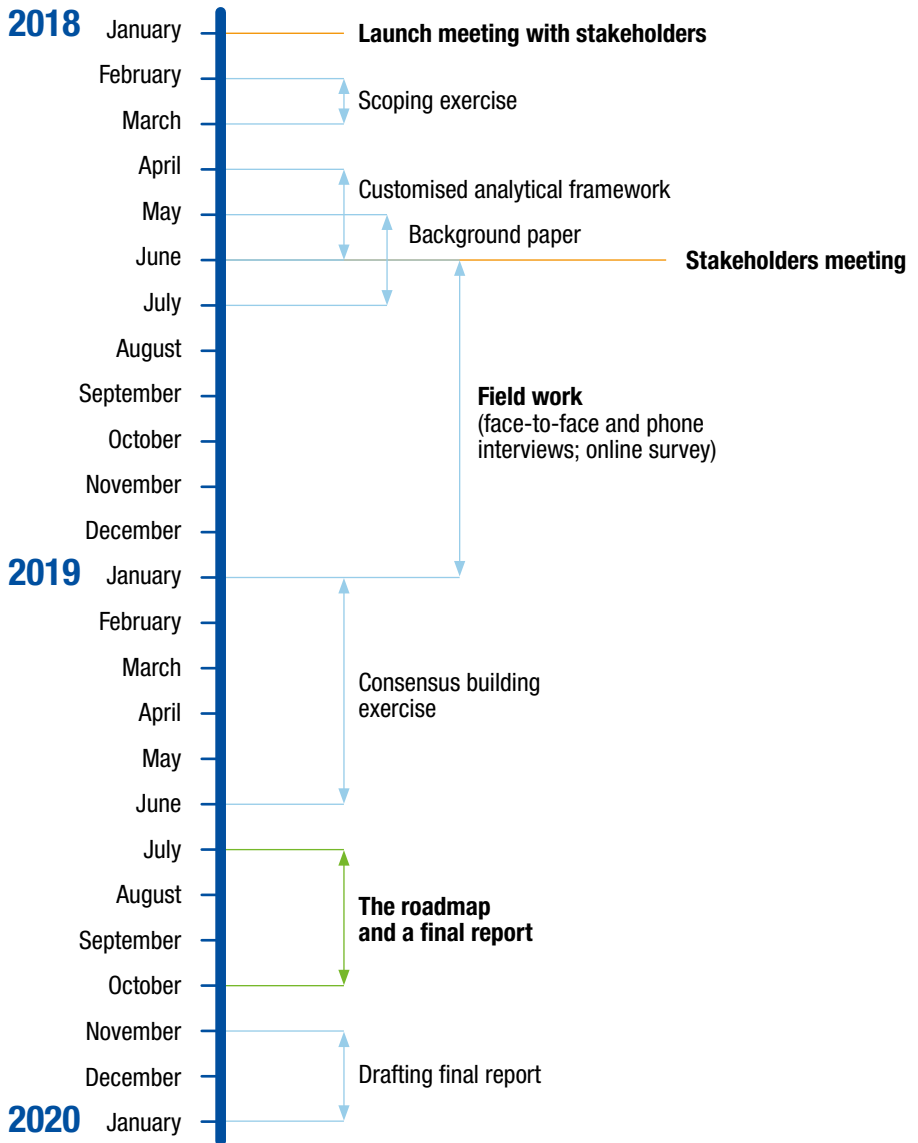 2018 January Launch meeting with stakeholders
February
Scoping exercise
March
April
Customised analytical framework
May
Background paper
June Stakeholders meeting
July
August
September Field work
(face-to-face and phone
October interviews; online survey)
November
December
2019 January
February
March
Consensus building
April exercise
May
June
July
August The roadmap
September and a final report
October
November
December Drafting final report
2020 January